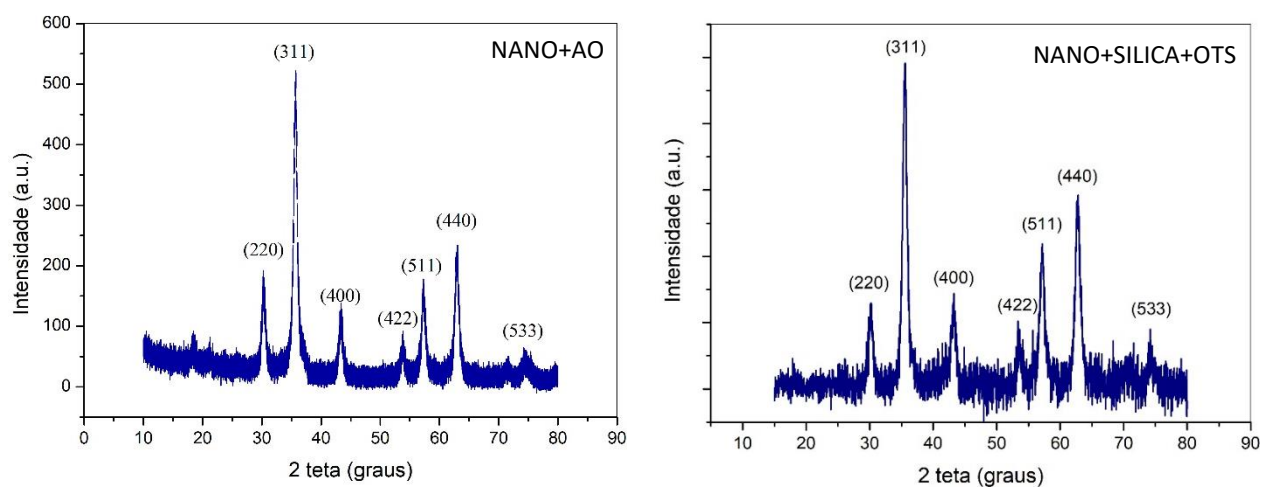 NANO+AO
600
500
400
300
200
100
0
Intensidade (a.u.)
(220)
(311)
(400)
(422)
(511)
(440)
(533)
0 10 20 30 40 50 60 70 80 90
2 teta (graus)
NANO+SILICA+OTS
Intensidade (a.u.)
(220)
(311)
(400)
(422)
(511)
(440)
(533)
10 20 30 40 50 60 70 80 90
2 teta (graus)